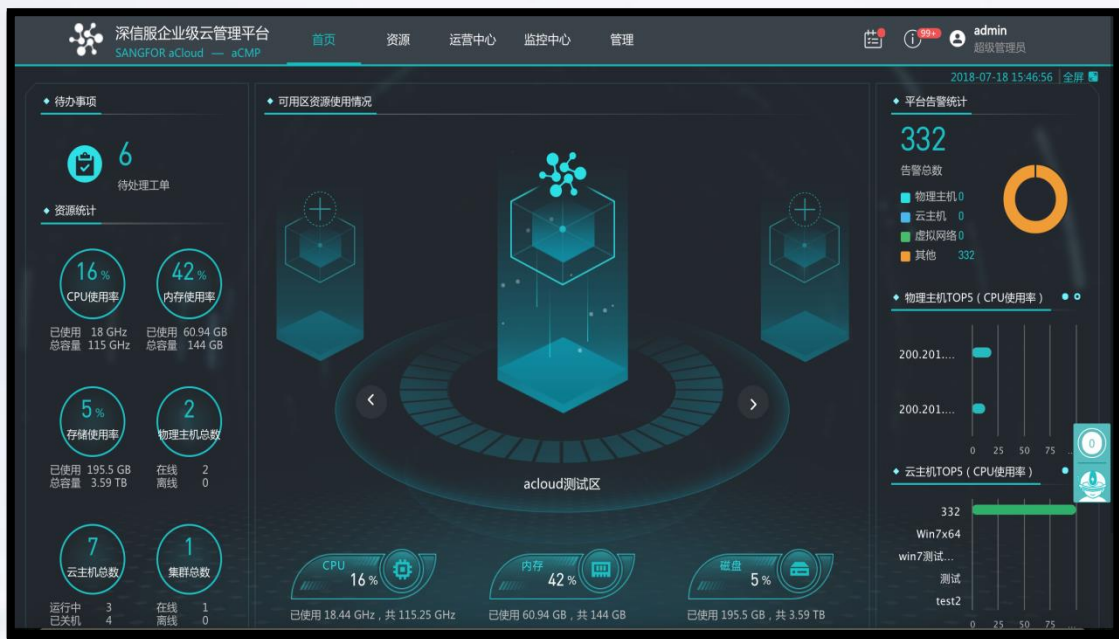 深信服企业级云管理平台
SANGFOR aCloud — aCMP
首页 资源 运营中心 监控中心 管理
99+
admin
超级管理员
2018-07-18 15:46:56 全屏
待办事项
6
待处理工单
资源统计
16%
CPU使用率
已使用 18 GHz
总容量 115 GHz
42%
内存使用率
已使用 60.94 GB
总容量 144 GB
5%
存储使用率
已使用 195.5 GB
总容量 3.59 TB
2
物理主机总数
在线 2
离线 0
7
云主机总数
运行中 3
已关机 4
1
集群总数
在线 1
离线 0
可用区资源使用情况
acloud测试区
CPU
16%
已使用 18.44 GHz，共 115.25 GHz
内存
42%
已使用 60.94 GB，共 144 GB
磁盘
5%
已使用 195.5 GB，共 3.59 TB
平台告警统计
332
告警总数
物理主机 0
云主机 0
虚拟网络 0
其他 332
物理主机TOP5（CPU使用率）
200.201....
200.201....
0 25 50 75 ...
0
云主机TOP5（CPU使用率）
332
Win7x64
win7测试...
测试
test2
0 25 50 75 ...